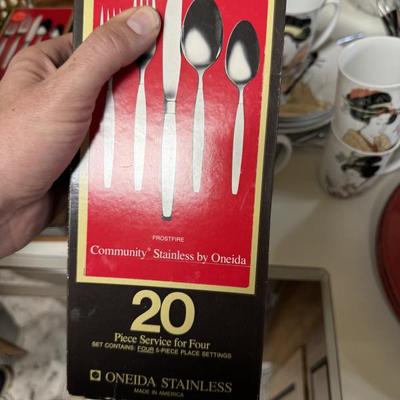 FROSTFIRE
Community® Stainless by Oneida
20
Piece Service for Four
SET CONTAINS: FOUR 5-PIECE PLACE SETTINGS
ONEIDA STAINLESS
MADE IN AMERICA